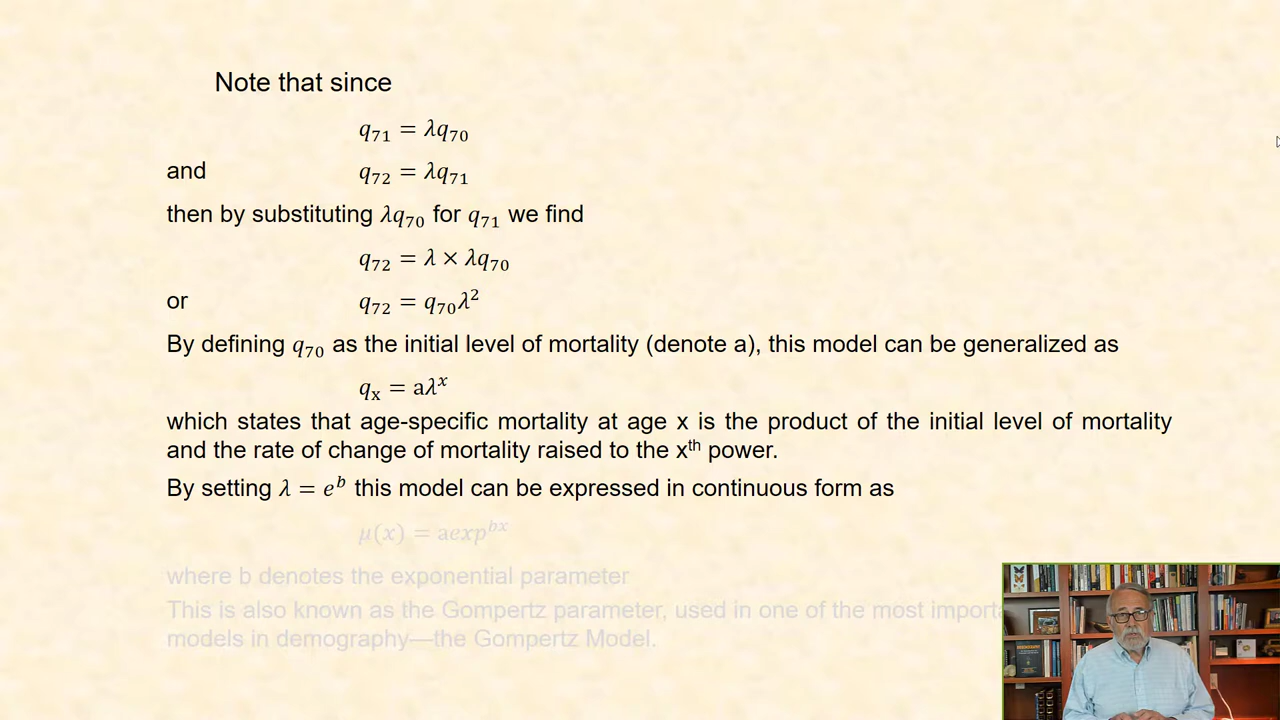 Note that since
q₇₁ = λq₇₀
and q₇₂ = λq₇₁
then by substituting λq₇₀ for q₇₁ we find
q₇₂ = λ × λq₇₀
or q₇₂ = q₇₀λ²
By defining q₇₀ as the initial level of mortality (denote a), this model can be generalized as
qₓ = aλˣ
which states that age-specific mortality at age x is the product of the initial level of mortality
and the rate of change of mortality raised to the xᵗʰ power.
By setting λ = eᵇ this model can be expressed in continuous form as
μ(x) = aexpᵇˣ
where b denotes the exponential parameter
This is also known as the Gompertz parameter, used in one of the most
models in demography—the Gompertz Model.